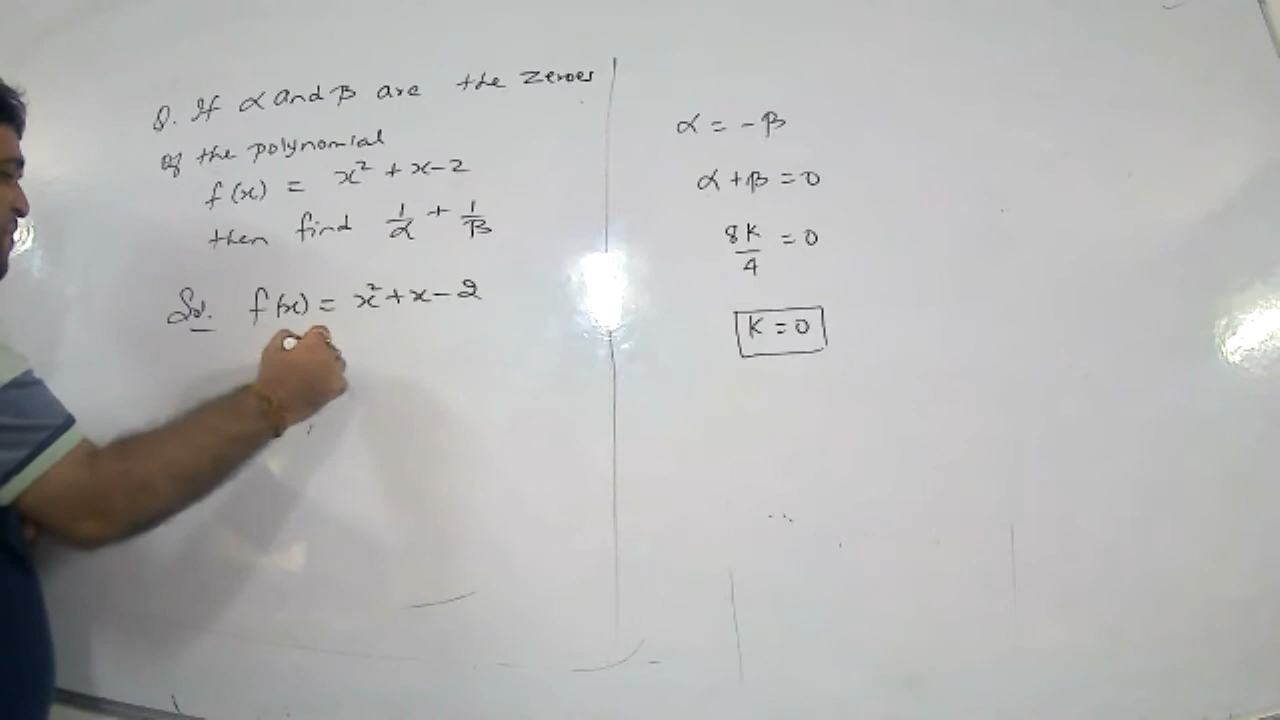 Q. If α and β are the zeroes
of the polynomial
f(x) = x² + x - 2
then find 1/α + 1/β
Sol. f(x) = x² + x - 2
α = -β
α + β = 0
8K/4 = 0
K = 0